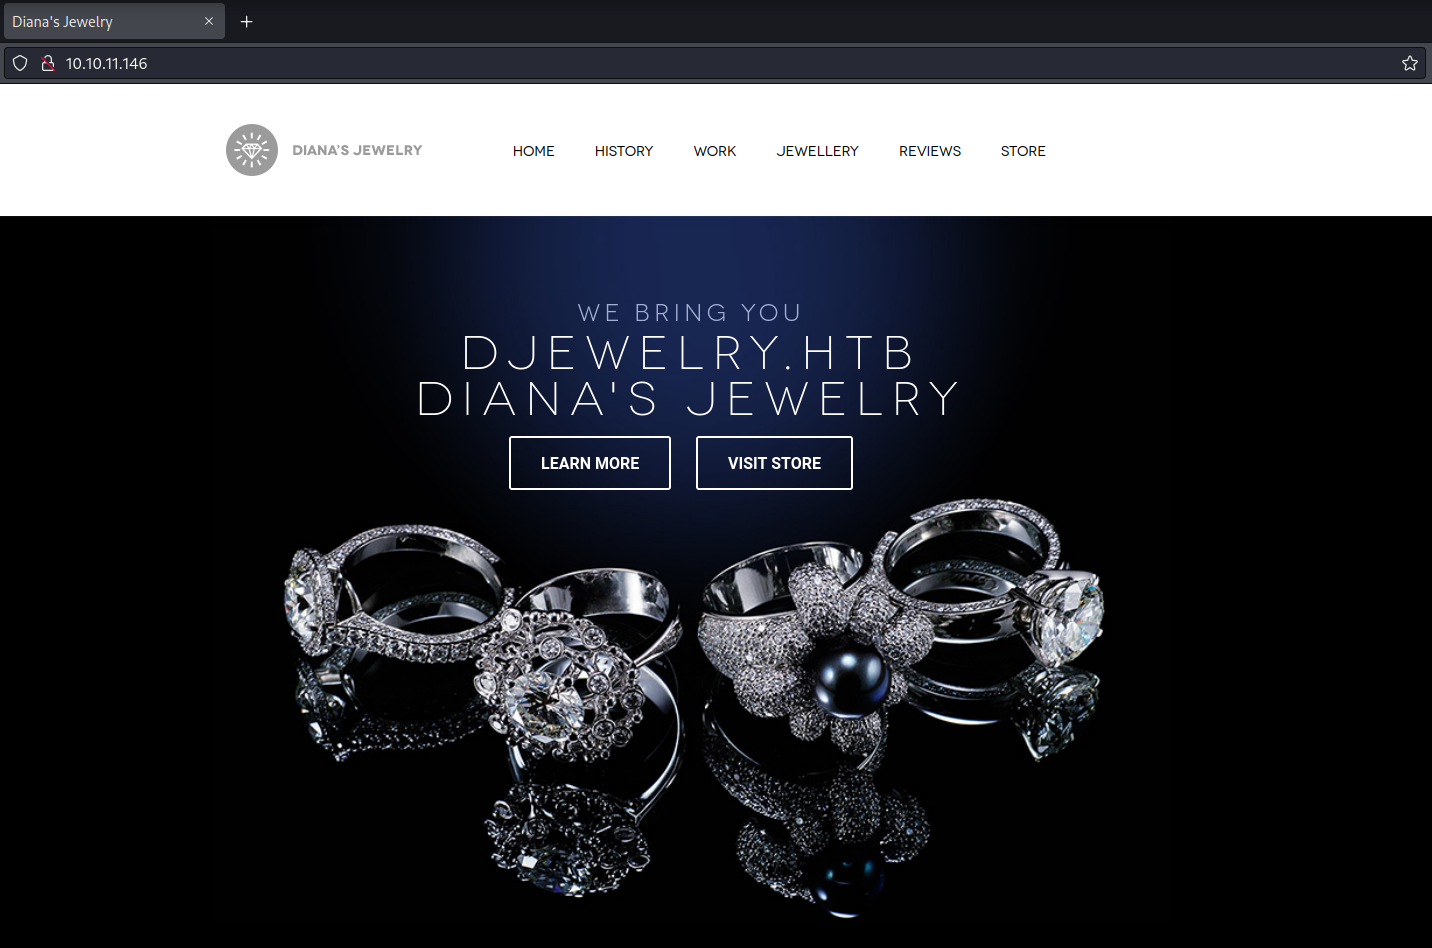 Diana's Jewelry
10.10.11.146
DIANA'S JEWELRY
HOME HISTORY WORK JEWELLERY REVIEWS STORE
WE BRING YOU
DJEWELRY.HTB
DIANA'S JEWELRY
LEARN MORE VISIT STORE